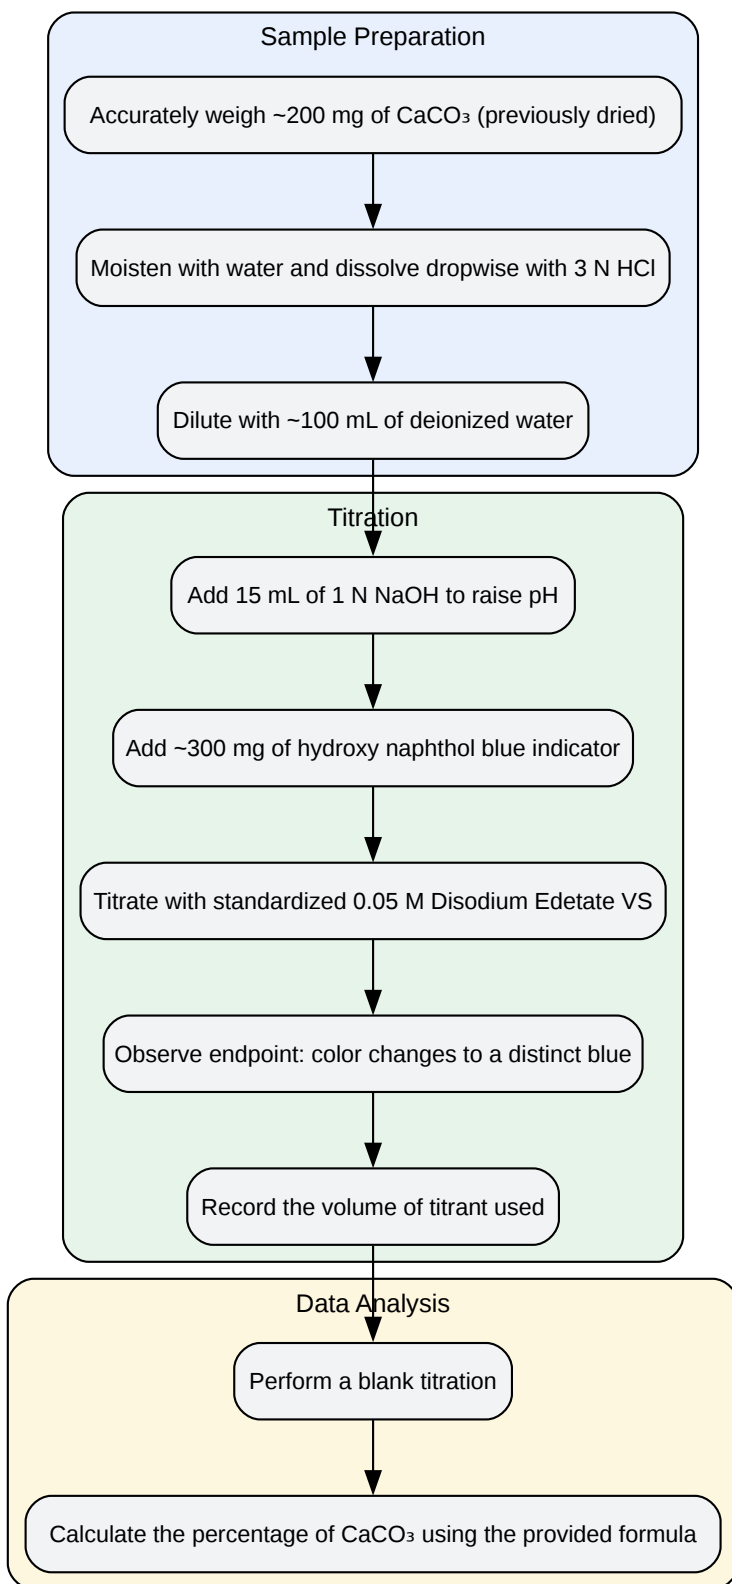 Sample Preparation
Accurately weigh ~200 mg of CaCO₃ (previously dried)
Moisten with water and dissolve dropwise with 3 N HCl
Dilute with ~100 mL of deionized water
Titration
Add 15 mL of 1 N NaOH to raise pH
Add ~300 mg of hydroxy naphthol blue indicator
Titrate with standardized 0.05 M Disodium Edetate VS
Observe endpoint: color changes to a distinct blue
Record the volume of titrant used
Data Analysis
Perform a blank titration
Calculate the percentage of CaCO₃ using the provided formula